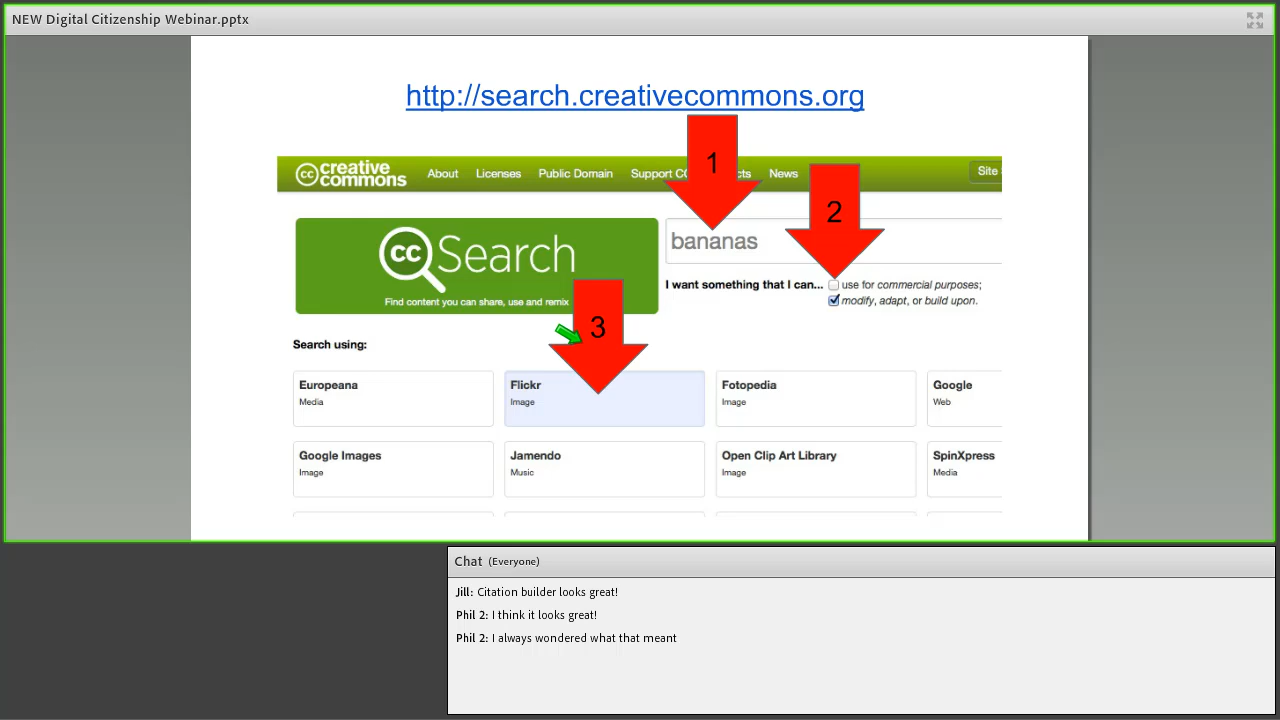 NEW Digital Citizenship Webinar.pptx
http://search.creativecommons.org
1
cc creative commons About Licenses Public Domain Support CC News
2
cc Search
bananas
Find content you can share, use and remix
I want something that I can... use for commercial purposes;
modify, adapt, or build upon.
3
Search using:
Europeana Flickr Fotopedia Google
Media Image Image Web
Google Images Jamendo Open Clip Art Library SpinXpress
Image Music Image Media
Chat (Everyone)
Jill: Citation builder looks great!
Phil 2: I think it looks great!
Phil 2: I always wondered what that meant